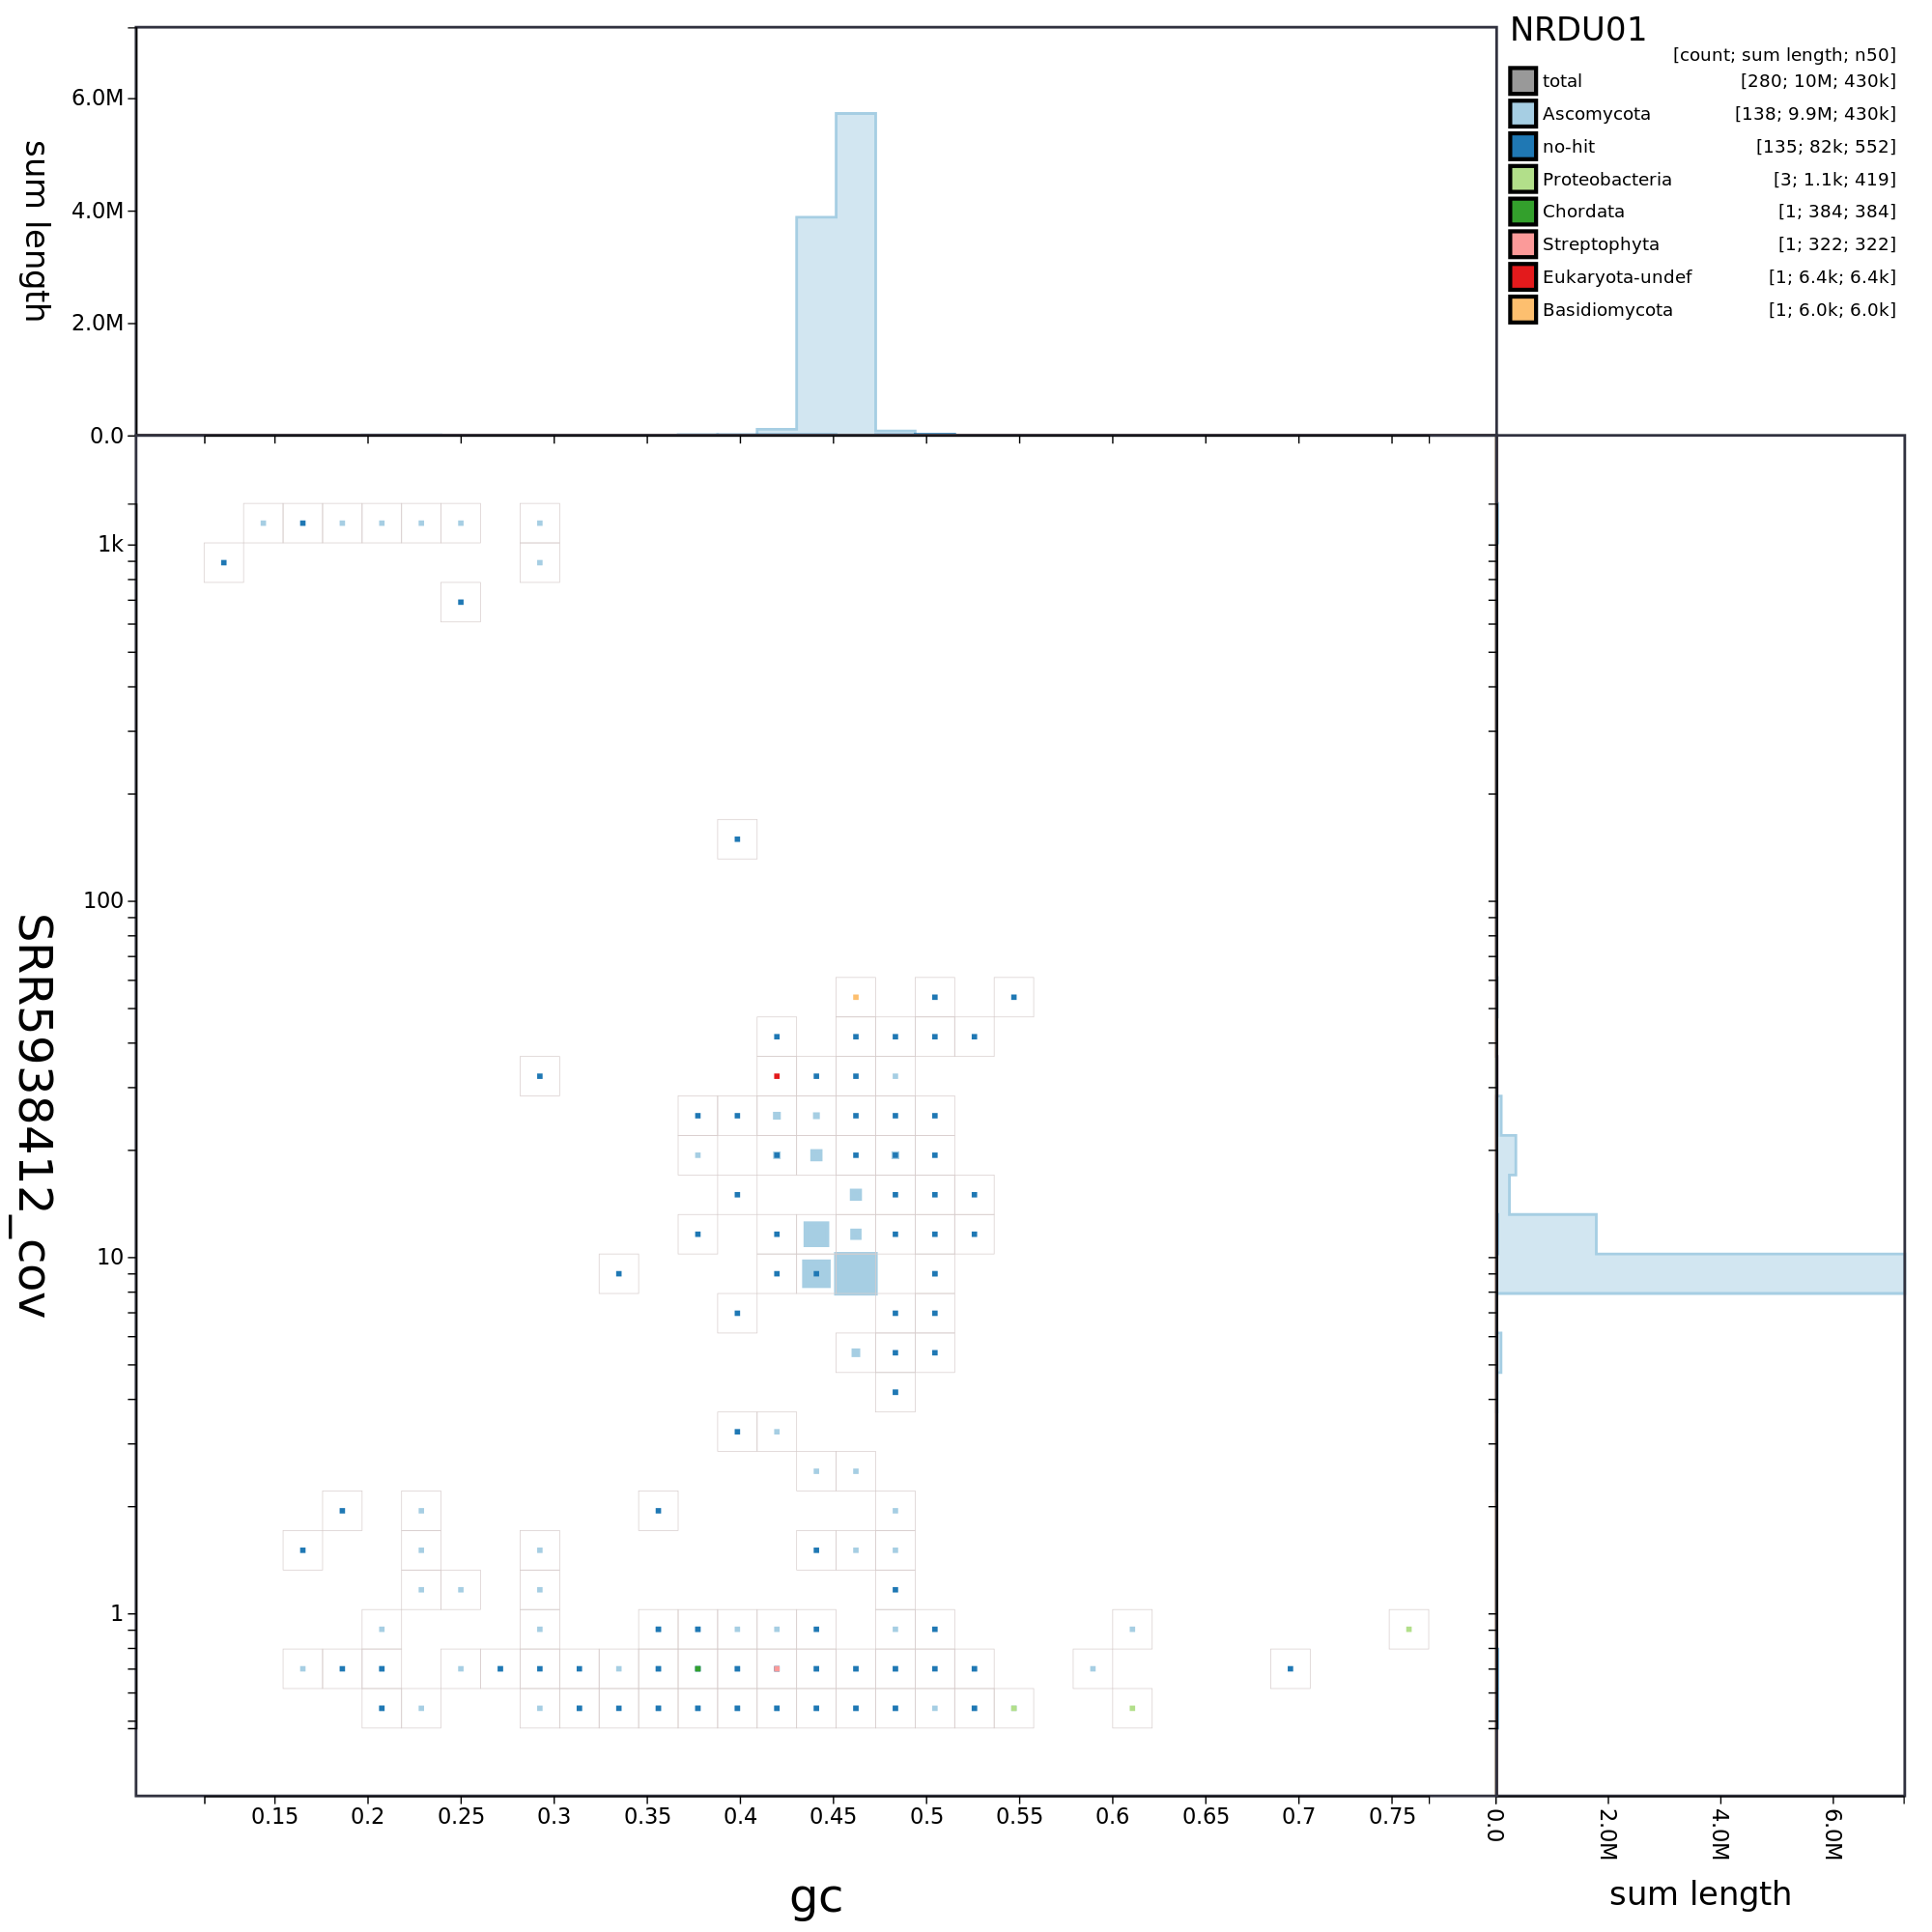 NRDU01
[count; sum length; n50]
total [280; 10M; 430k]
Ascomycota [138; 9.9M; 430k]
no-hit [135; 82k; 552]
Proteobacteria [3; 1.1k; 419]
Chordata [1; 384; 384]
Streptophyta [1; 322; 322]
Eukaryota-undef [1; 6.4k; 6.4k]
Basidiomycota [1; 6.0k; 6.0k]
sum length
6.0M
4.0M
2.0M
0.0
SRR5938412_cov
1k
100
10
1
0.15 0.2 0.25 0.3 0.35 0.4 0.45 0.5 0.55 0.6 0.65 0.7 0.75
gc
0.0 2.0M 4.0M 6.0M
sum length